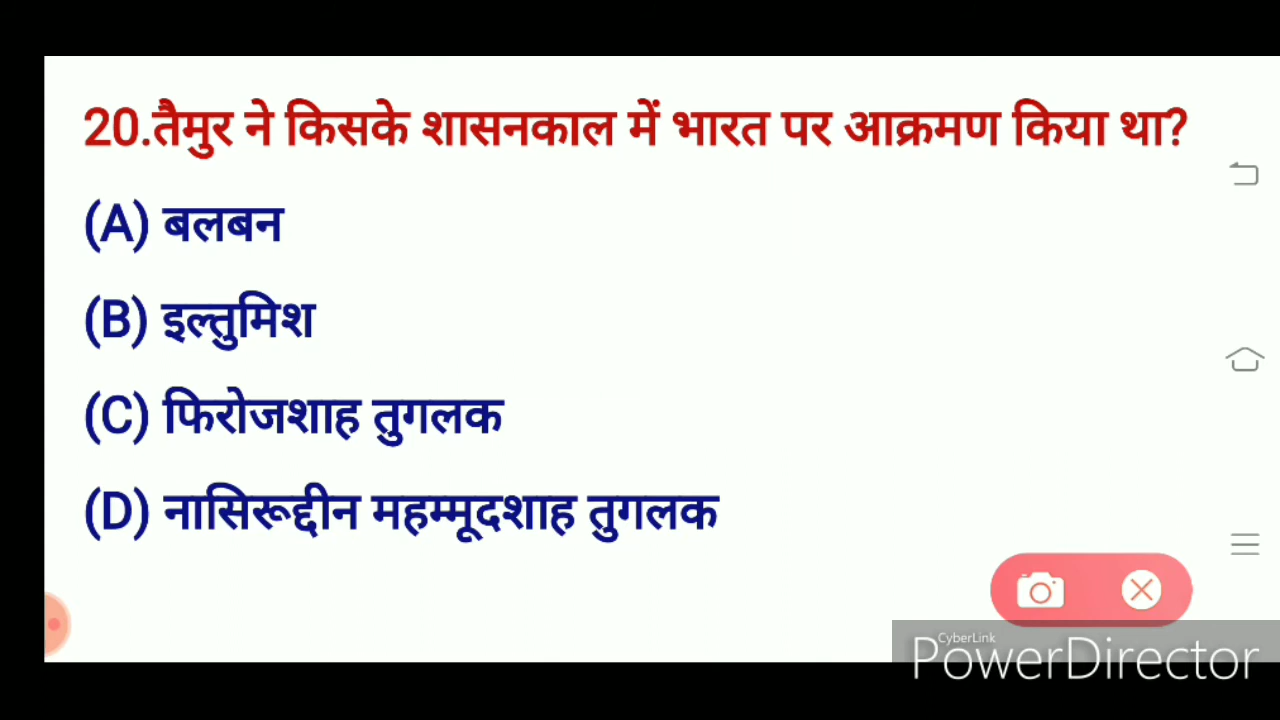 20.तैमुर ने किसके शासनकाल में भारत पर आक्रमण किया था?
(A) बलबन
(B) इल्तुमिश
(C) फिरोजशाह तुगलक
(D) नासिरूद्दीन महम्मूदशाह तुगलक
CyberLink
PowerDirector